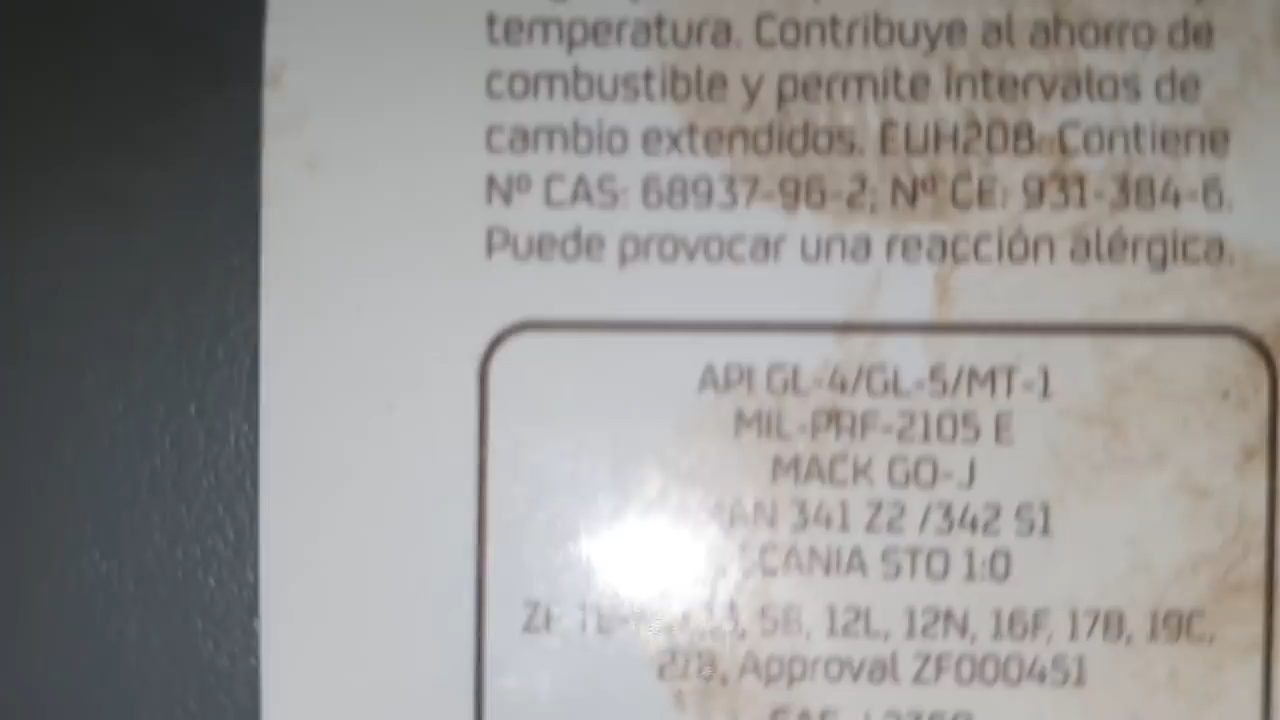 temperatura. Contribuye al ahorro de
combustible y permite intervalos de
cambio extendidos. EUH208. Contiene
Nº CAS: 68937-96-2; Nº CE: 931-384-6.
Puede provocar una reacción alérgica.
API GL-4/GL-5/MT-1
MIL-PRF-2105 E
MACK GO-J
341 Z2 /342 S1
STO 1:0
5B, 12L, 12N, 16F, 17B, 19C,
Approval ZF000451